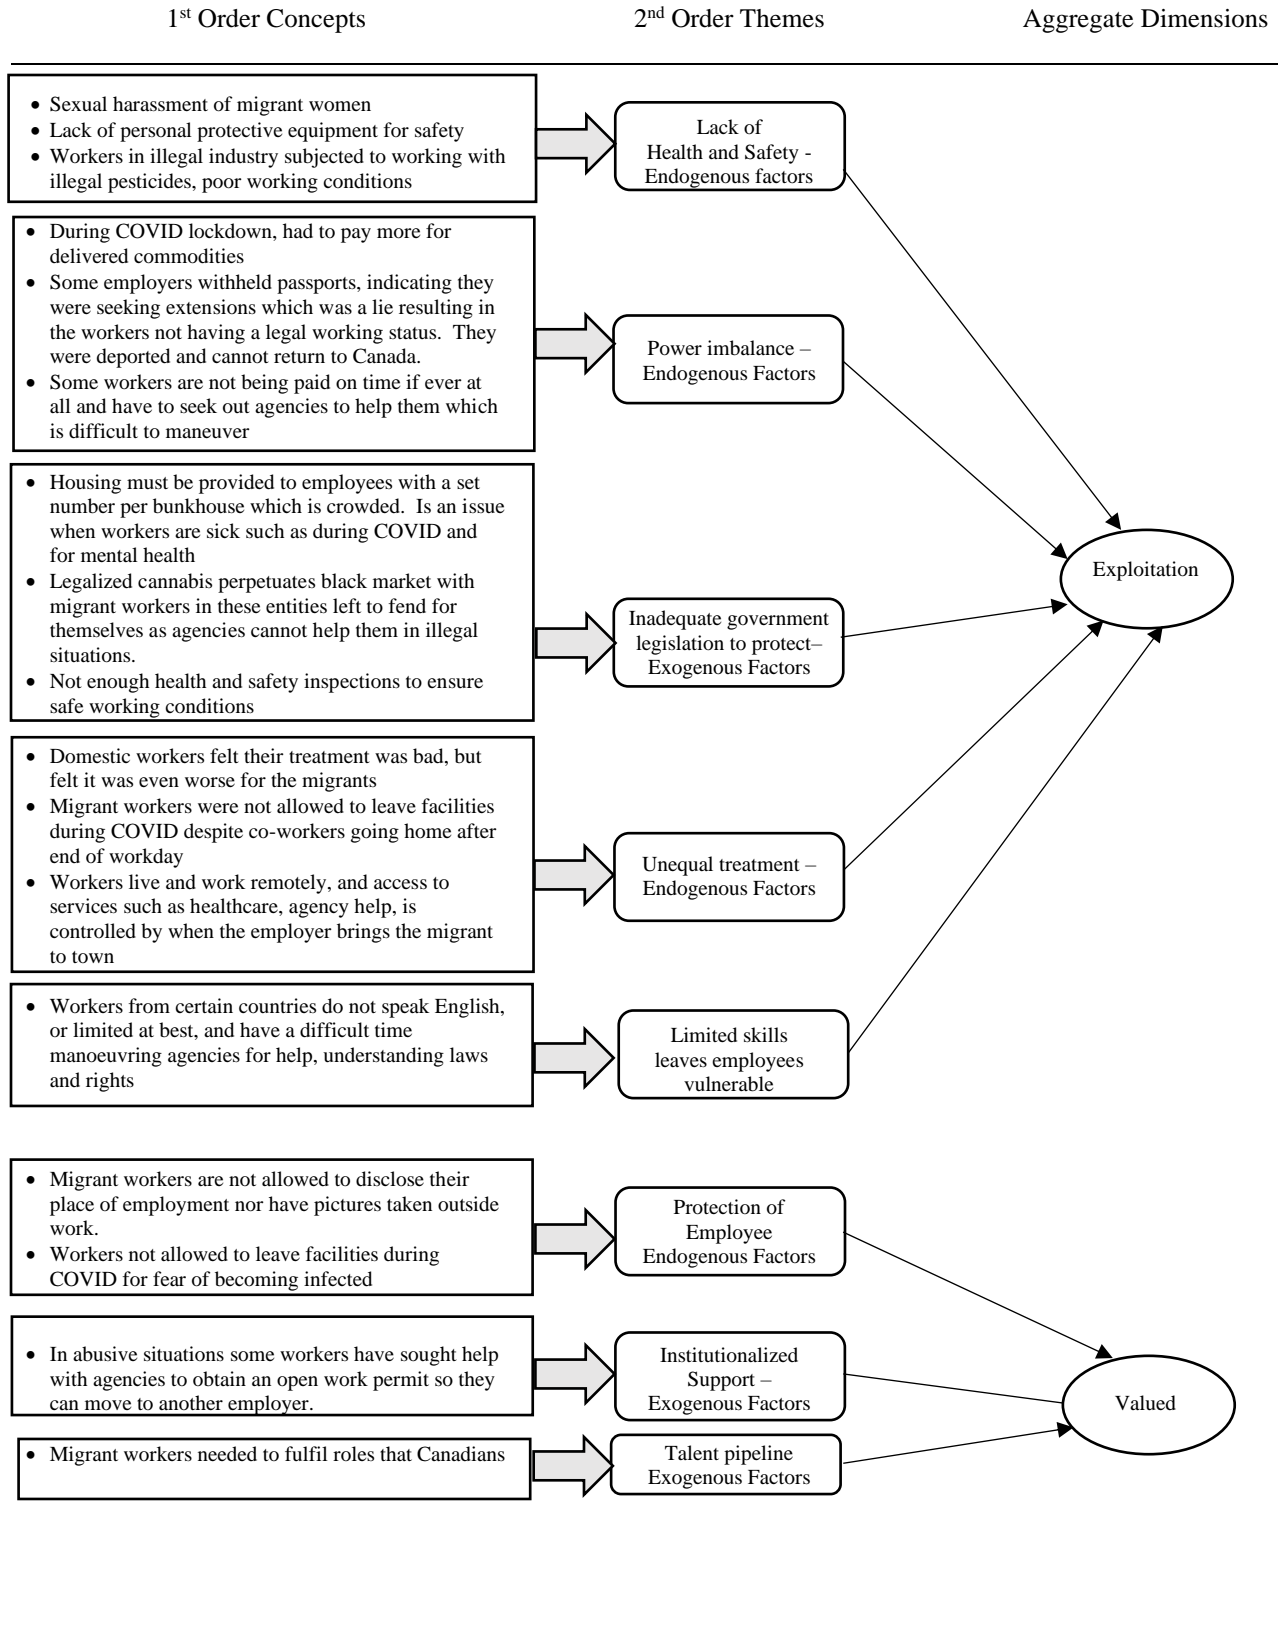 1st Order Concepts
2nd Order Themes
Aggregate Dimensions
• Sexual harassment of migrant women
• Lack of personal protective equipment for safety
• Workers in illegal industry subjected to working with
illegal pesticides, poor working conditions
Lack of
Health and Safety -
Endogenous factors
• During COVID lockdown, had to pay more for
delivered commodities
• Some employers withheld passports, indicating they
were seeking extensions which was a lie resulting in
the workers not having a legal working status. They
were deported and cannot return to Canada.
• Some workers are not being paid on time if ever at
all and have to seek out agencies to help them which
is difficult to maneuver
Power imbalance –
Endogenous Factors
• Housing must be provided to employees with a set
number per bunkhouse which is crowded. Is an issue
when workers are sick such as during COVID and
for mental health
• Legalized cannabis perpetuates black market with
migrant workers in these entities left to fend for
themselves as agencies cannot help them in illegal
situations.
• Not enough health and safety inspections to ensure
safe working conditions
Inadequate government
legislation to protect–
Exogenous Factors
Exploitation
• Domestic workers felt their treatment was bad, but
felt it was even worse for the migrants
• Migrant workers were not allowed to leave facilities
during COVID despite co-workers going home after
end of workday
• Workers live and work remotely, and access to
services such as healthcare, agency help, is
controlled by when the employer brings the migrant
to town
Unequal treatment –
Endogenous Factors
• Workers from certain countries do not speak English,
or limited at best, and have a difficult time
manoeuvring agencies for help, understanding laws
and rights
Limited skills
leaves employees
vulnerable
• Migrant workers are not allowed to disclose their
place of employment nor have pictures taken outside
work.
• Workers not allowed to leave facilities during
COVID for fear of becoming infected
Protection of
Employee
Endogenous Factors
• In abusive situations some workers have sought help
with agencies to obtain an open work permit so they
can move to another employer.
Institutionalized
Support –
Exogenous Factors
Valued
• Migrant workers needed to fulfil roles that Canadians
Talent pipeline
Exogenous Factors